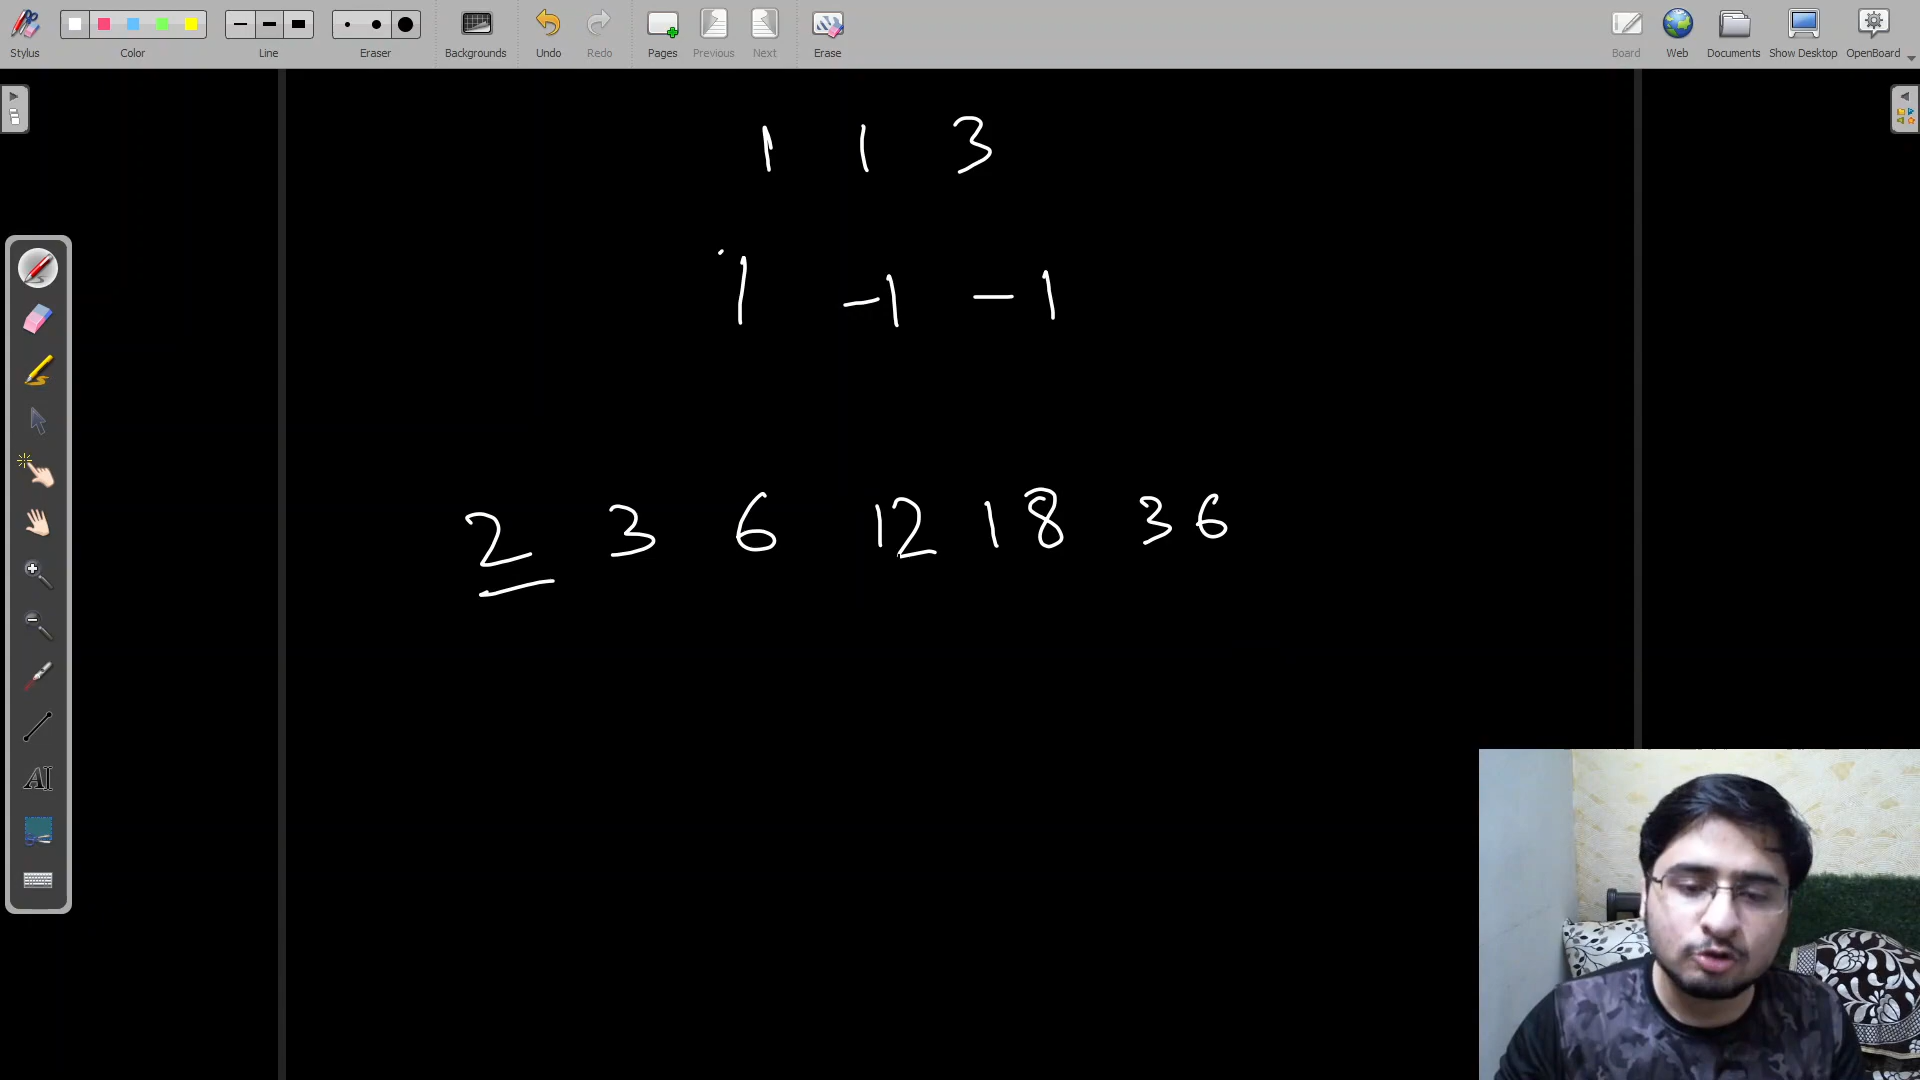 Stylus Color Line Eraser Backgrounds Undo Redo Pages Previous Next Erase Board Web Documents Show Desktop OpenBoard
1 1 3
1 -1 -1
2 3 6 12 18 36
AI